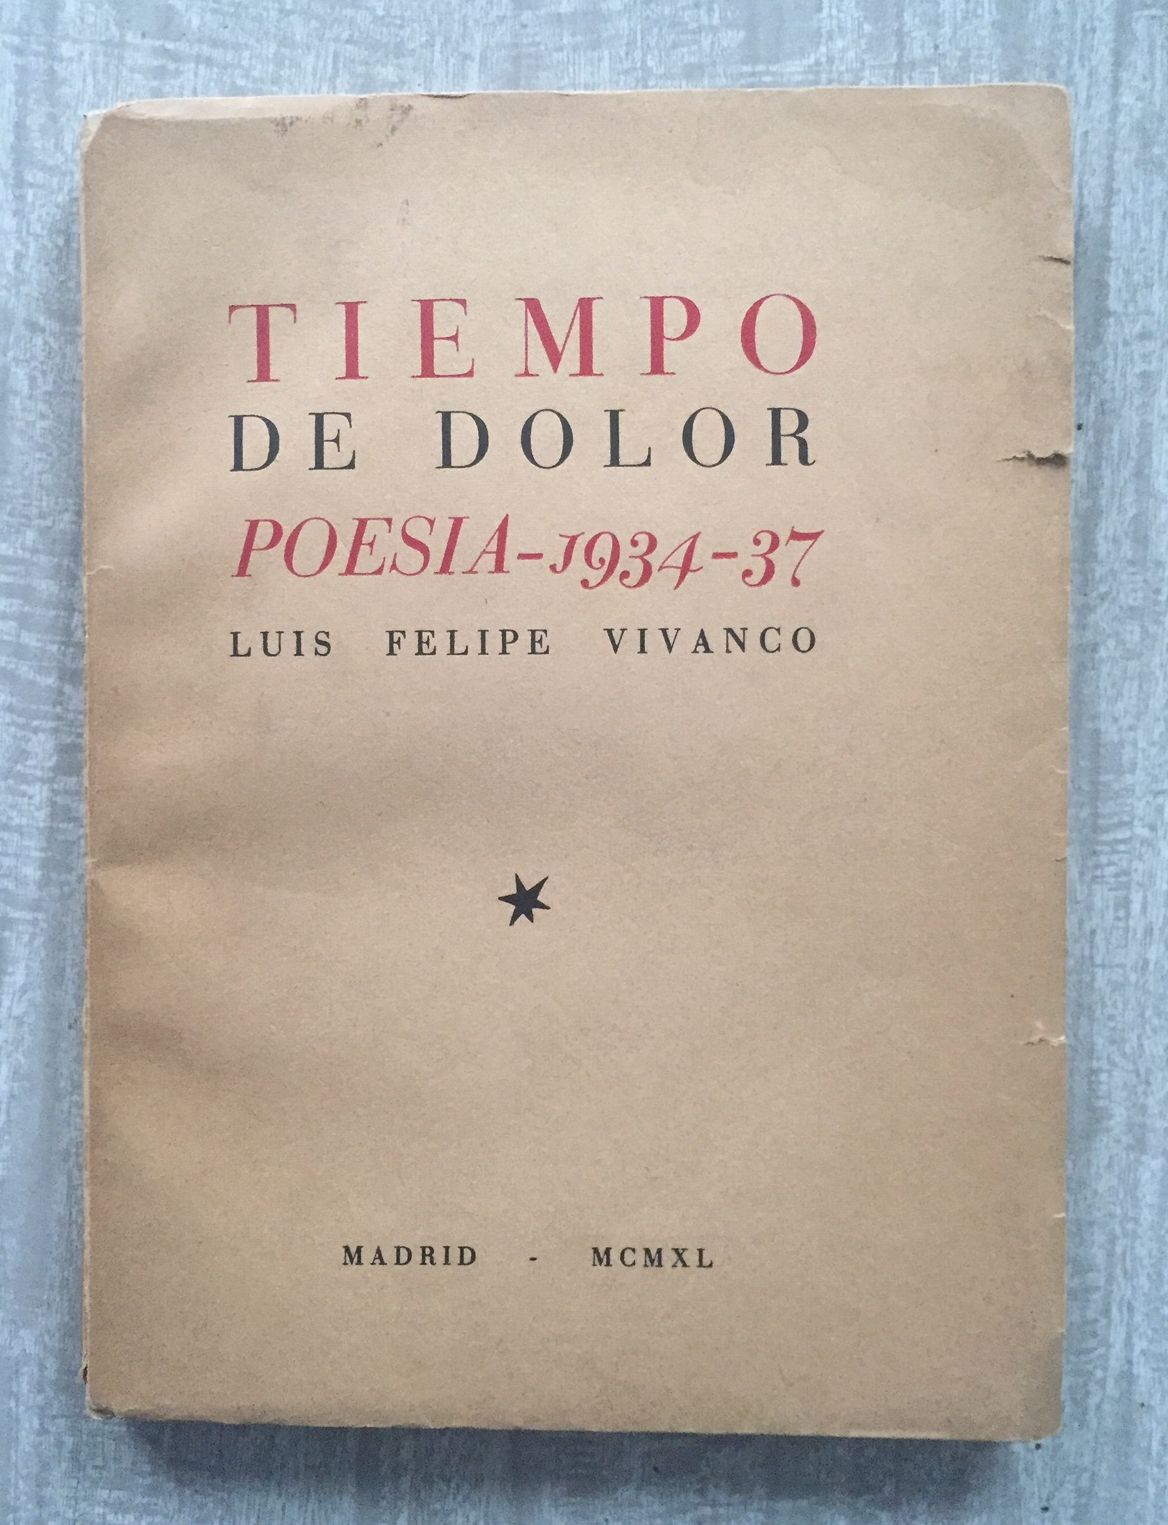 TIEMPO
DE DOLOR
POESIA-1934-37
LUIS FELIPE VIVANCO
MADRID - MCMXL